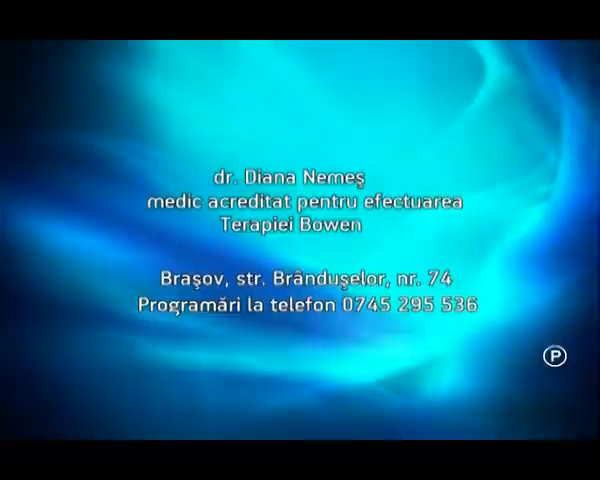 dr. Diana Nemeş
medic acreditat pentru efectuarea
Terapiei Bowen
Braşov, str. Brânduşelor, nr. 74
Programări la telefon 0745 295 536
P